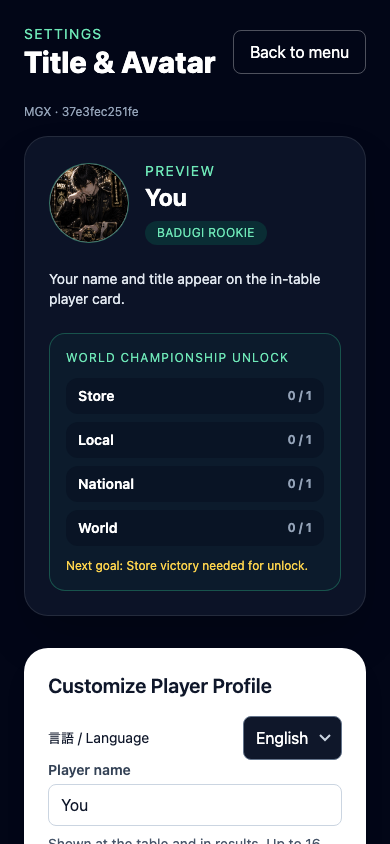 SETTINGS
Title & Avatar
Back to menu
MGX · 37e3fec251fe
PREVIEW
You
BADUGI ROOKIE
Your name and title appear on the in-table
player card.
WORLD CHAMPIONSHIP UNLOCK
Store 0 / 1
Local 0 / 1
National 0 / 1
World 0 / 1
Next goal: Store victory needed for unlock.
Customize Player Profile
言語 / Language
English
Player name
You
Shown at the table and in results. Up to 16